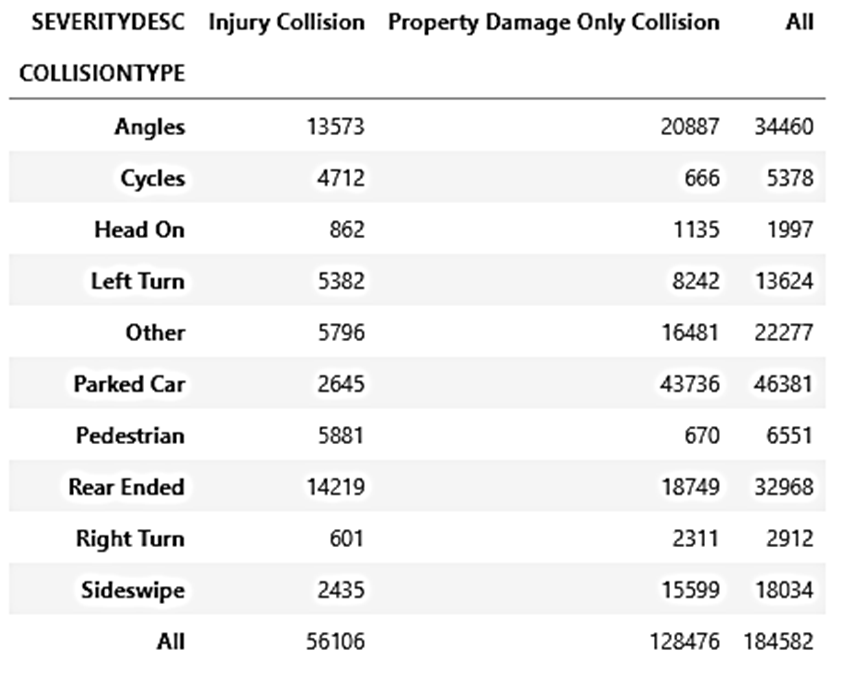 SEVERITYDESC Injury Collision Property Damage Only Collision All
COLLISIONTYPE
Angles 13573 20887 34460
Cycles 4712 666 5378
Head On 862 1135 1997
Left Turn 5382 8242 13624
Other 5796 16481 22277
Parked Car 2645 43736 46381
Pedestrian 5881 670 6551
Rear Ended 14219 18749 32968
Right Turn 601 2311 2912
Sideswipe 2435 15599 18034
All 56106 128476 184582